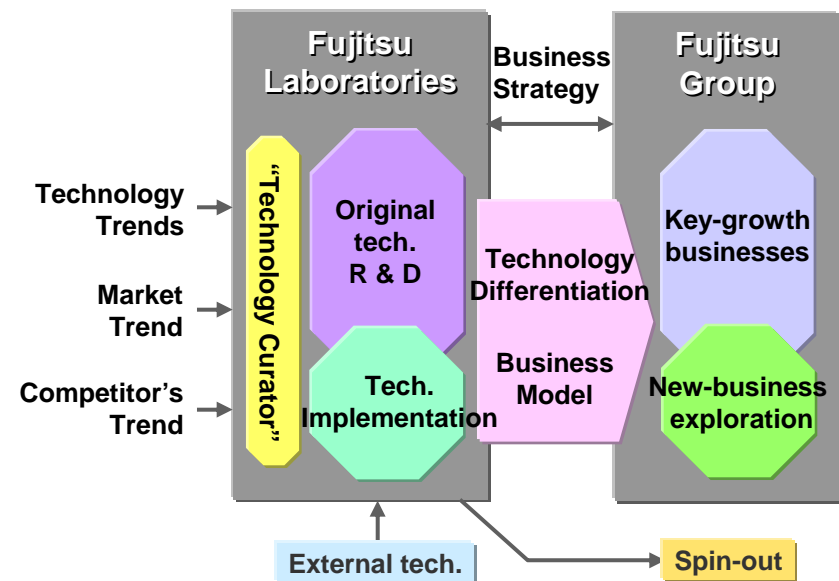 Fujitsu
Laboratories
Business
Strategy
Fujitsu
Group
Technology
Trends
Market
Trend
Competitor's
Trend
"Technology Curator"
Original
tech.
R & D
Tech.
Implementation
Technology
Differentiation
Business
Model
Key-growth
businesses
New-business
exploration
External tech.
Spin-out